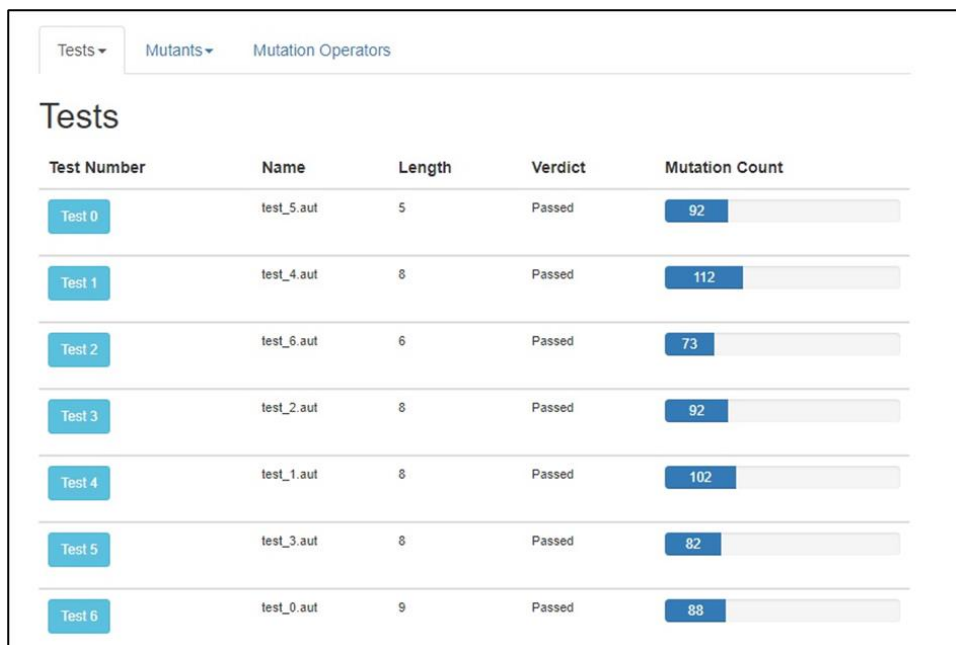 Tests Mutants Mutation Operators
Tests
Test Number Name Length Verdict Mutation Count
Test 0 test_5.aut 5 Passed 92
Test 1 test_4.aut 8 Passed 112
Test 2 test_6.aut 6 Passed 73
Test 3 test_2.aut 8 Passed 92
Test 4 test_1.aut 8 Passed 102
Test 5 test_3.aut 8 Passed 82
Test 6 test_0.aut 9 Passed 88